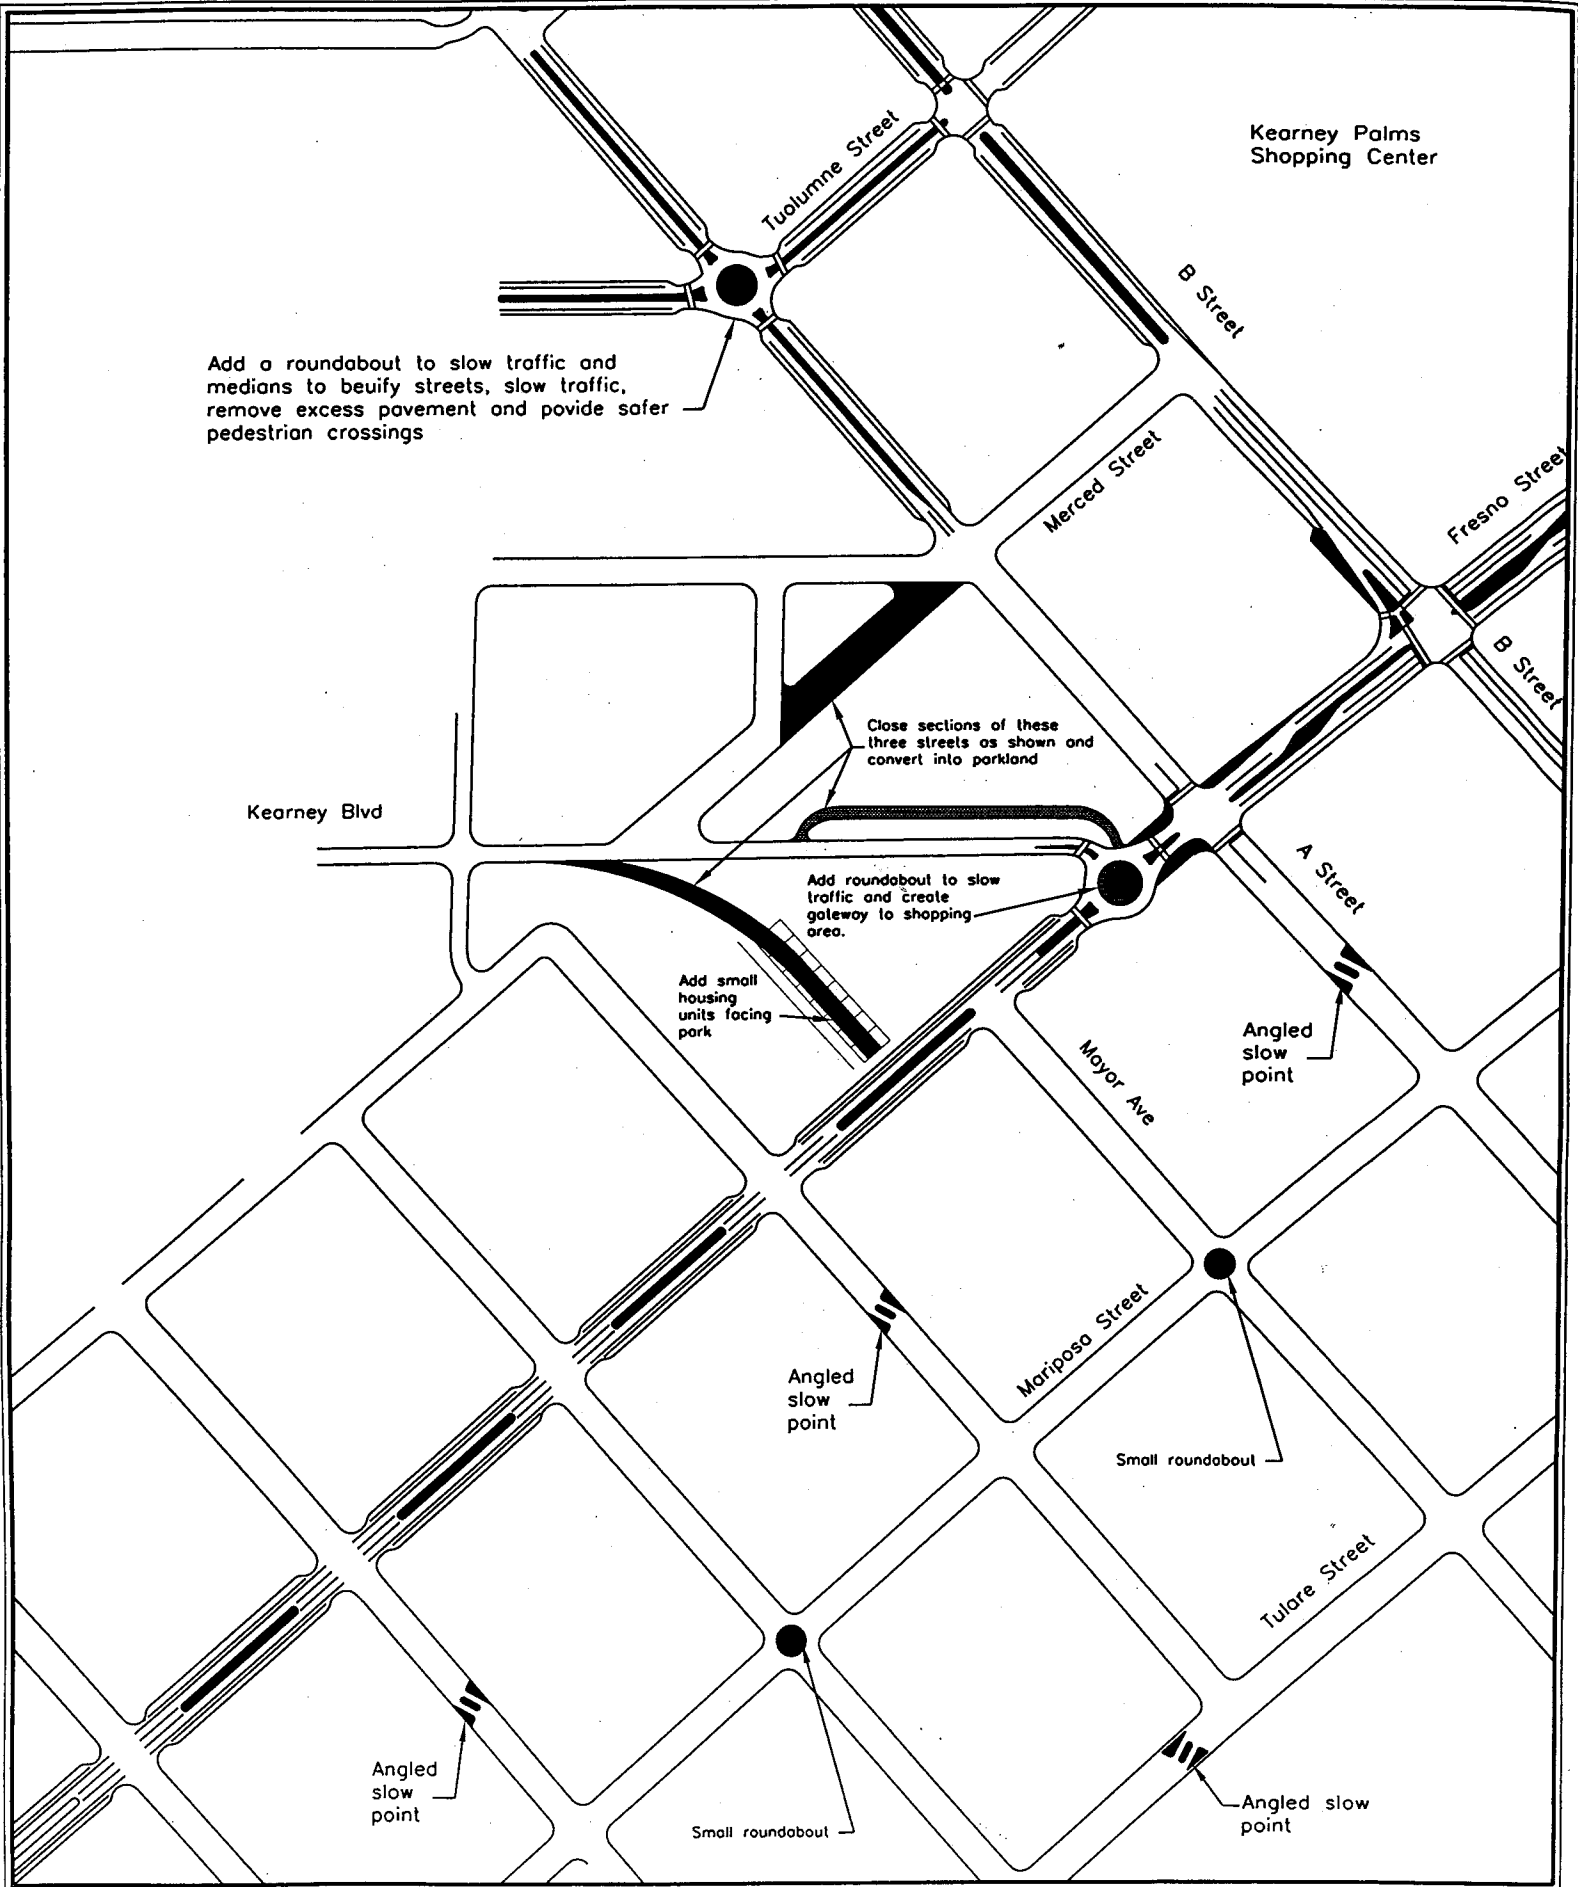 Kearney Palms
Shopping Center
Tuolumne Street
B Street
Add a roundabout to slow traffic and
medians to beuify streets, slow traffic,
remove excess pavement and povide safer
pedestrian crossings
Merced Street
Fresno Street
B Street
Close sections of these
three streets as shown and
convert into parkland
Kearney Blvd
Add roundabout to slow
traffic and create
gateway to shopping
area.
A Street
Add small
housing
units facing
park
Angled
slow
point
Mayor Ave
Mariposa Street
Angled
slow
point
Small roundabout
Tulare Street
Angled
slow
point
Small roundabout
Angled slow
point